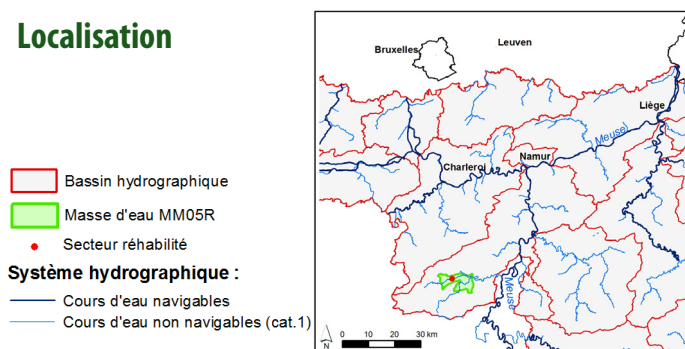 Localisation
Bassin hydrographique
Masse d'eau MM05R
Secteur réhabilité
Système hydrographique :
Cours d'eau navigables
Cours d'eau non navigables (cat.1)
Bruxelles
Leuven
Liège
Meusel
Namur
Charleroi
Meuse
N
0 10 20 30 km